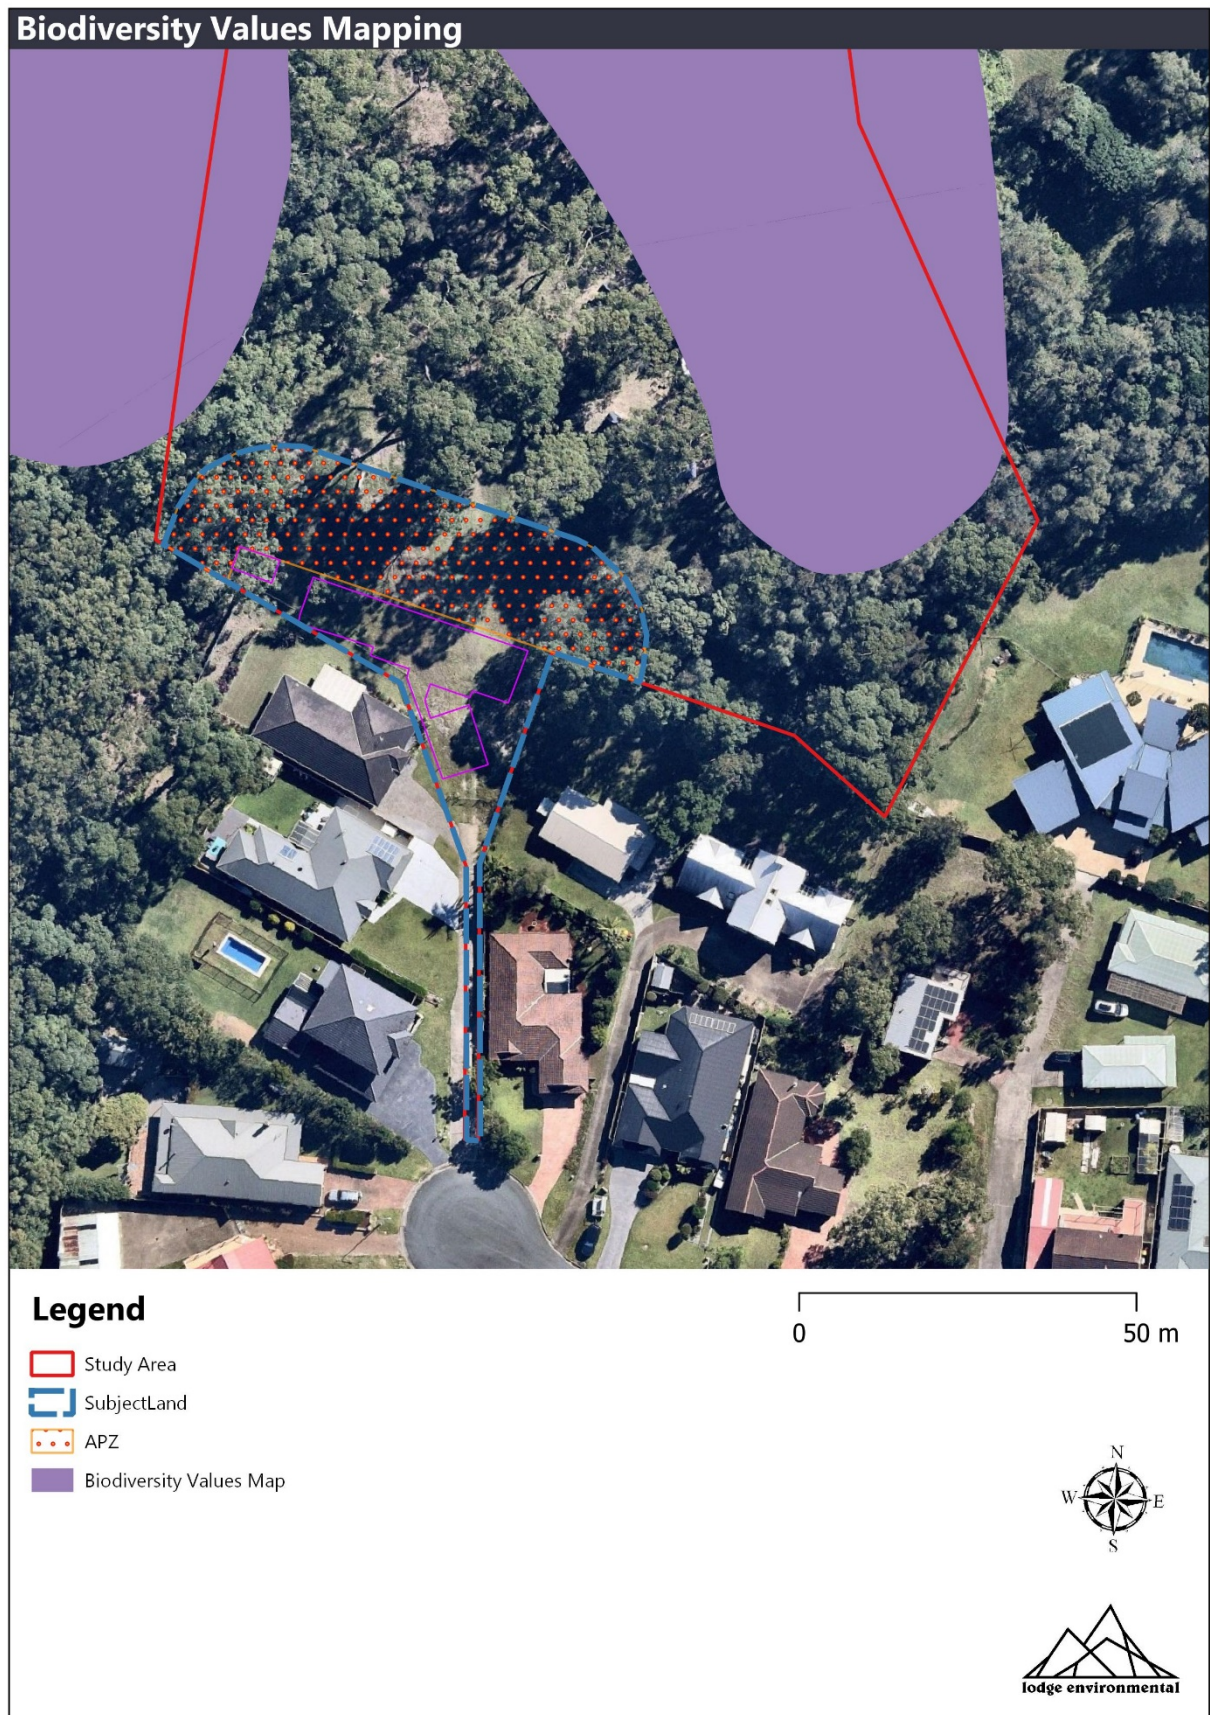 Biodiversity Values Mapping
Legend
Study Area
SubjectLand
APZ
Biodiversity Values Map
0 50 m
N
W E
S
lodge environmental